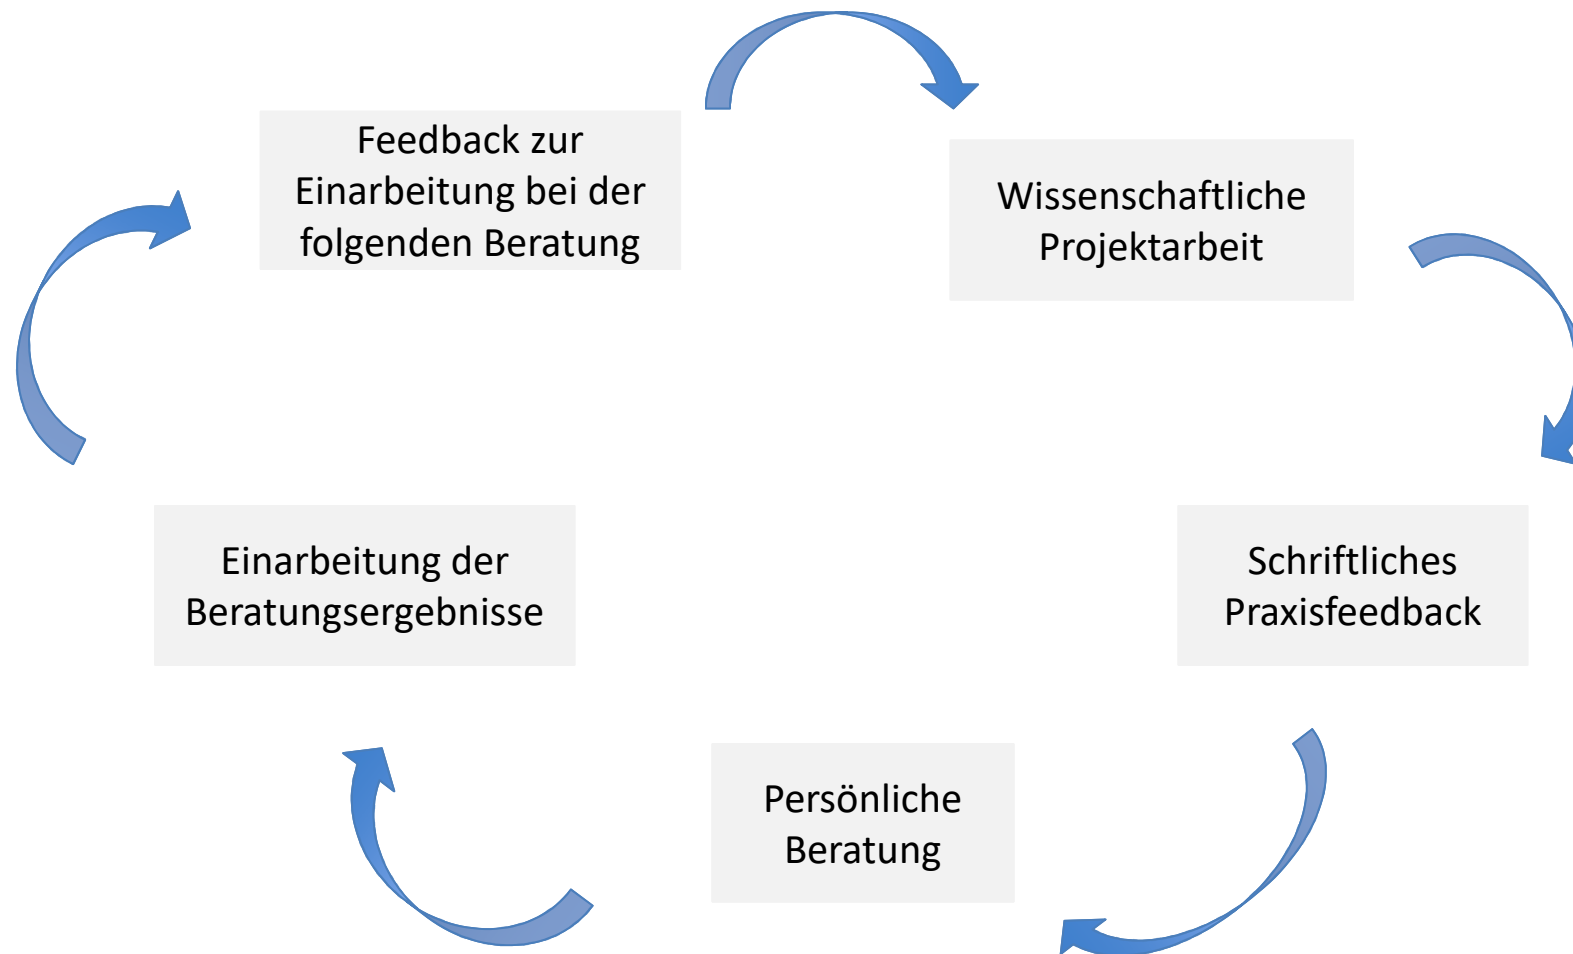 Feedback zur
Einarbeitung bei der
folgenden Beratung
Wissenschaftliche
Projektarbeit
Schriftliches
Praxisfeedback
Persönliche
Beratung
Einarbeitung der
Beratungsergebnisse